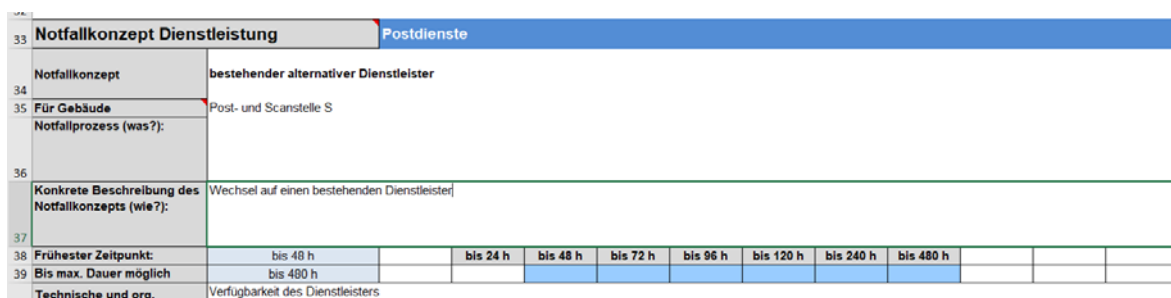 33 Notfallkonzept Dienstleistung Postdienste
Notfallkonzept bestehender alternativer Dienstleister
34
35 Für Gebäude Post- und Scanstelle S
Notfallprozess (was?):
36
Konkrete Beschreibung des Wechsel auf einen bestehenden Dienstleister
Notfallkonzepts (wie?):
37
38 Frühester Zeitpunkt: bis 48 h bis 24 h bis 48 h bis 72 h bis 96 h bis 120 h bis 240 h bis 480 h
39 Bis max. Dauer möglich bis 480 h
Technische und org. Verfügbarkeit des Dienstleisters